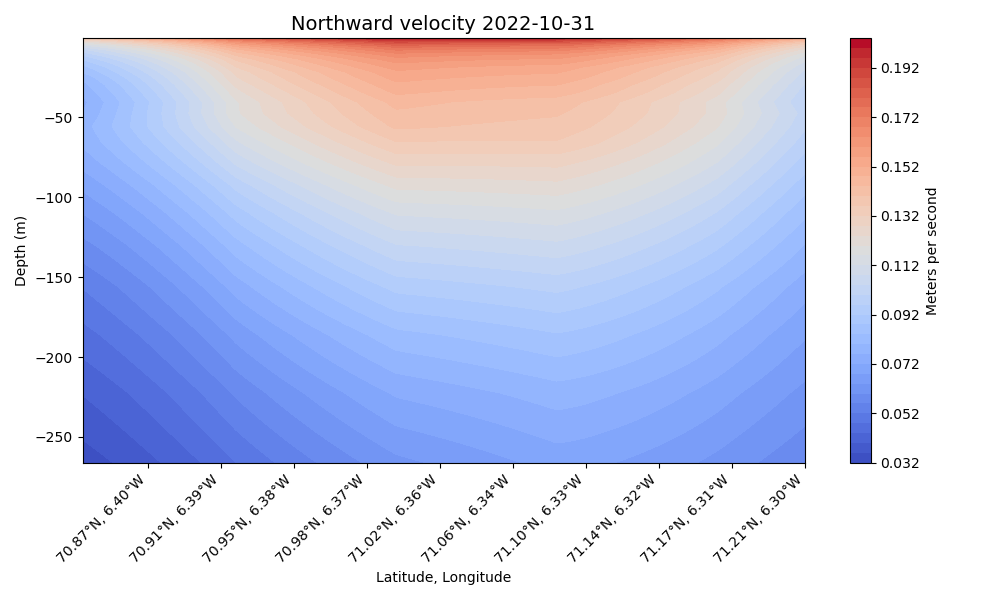 Northward velocity 2022-10-31
Depth (m)
−50
−100
−150
−200
−250
70.87°N, 6.40°W
70.91°N, 6.39°W
70.95°N, 6.38°W
70.98°N, 6.37°W
71.02°N, 6.36°W
71.06°N, 6.34°W
71.10°N, 6.33°W
71.14°N, 6.32°W
71.17°N, 6.31°W
71.21°N, 6.30°W
Latitude, Longitude
0.192
0.172
0.152
0.132
0.112
0.092
0.072
0.052
0.032
Meters per second